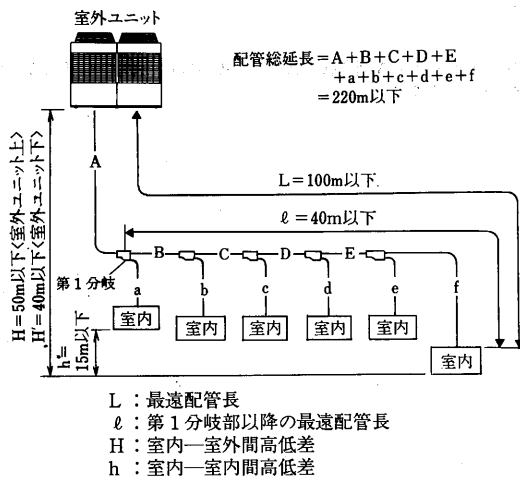 室外ユニット
配管総延長＝A＋B＋C＋D＋E
＋a＋b＋c＋d＋e＋f
＝220m以下
A
L＝100m以下
ℓ＝40m以下
H＝50m以下〈室外ユニット上〉
H'＝40m以下〈室外ユニット下〉
B
C
D
E
第1分岐
a
b
c
d
e
f
室内
室内
室内
室内
室内
室内
h＝
15m以下
L：最遠配管長
ℓ：第1分岐部以降の最遠配管長
H：室内―室外間高低差
h：室内―室内間高低差